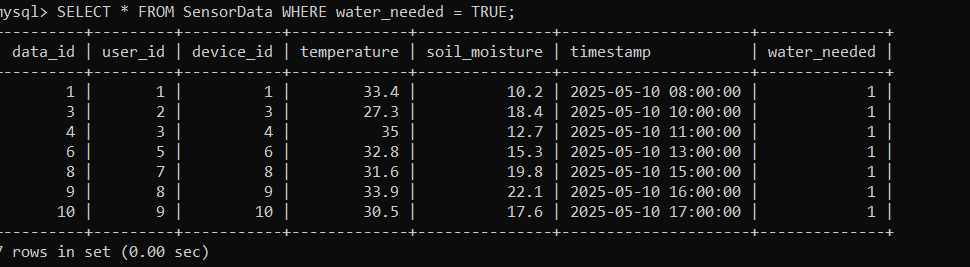 mysql> SELECT * FROM SensorData WHERE water_needed = TRUE;
----------+---------+-----------+-------------+---------------+---------------------+--------------+
data_id | user_id | device_id | temperature | soil_moisture | timestamp | water_needed |
----------+---------+-----------+-------------+---------------+---------------------+--------------+
1 | 1 | 1 | 33.4 | 10.2 | 2025-05-10 08:00:00 | 1 |
3 | 2 | 3 | 27.3 | 18.4 | 2025-05-10 10:00:00 | 1 |
4 | 3 | 4 | 35 | 12.7 | 2025-05-10 11:00:00 | 1 |
6 | 5 | 6 | 32.8 | 15.3 | 2025-05-10 13:00:00 | 1 |
8 | 7 | 8 | 31.6 | 19.8 | 2025-05-10 15:00:00 | 1 |
9 | 8 | 9 | 33.9 | 22.1 | 2025-05-10 16:00:00 | 1 |
10 | 9 | 10 | 30.5 | 17.6 | 2025-05-10 17:00:00 | 1 |
----------+---------+-----------+-------------+---------------+---------------------+--------------+
7 rows in set (0.00 sec)